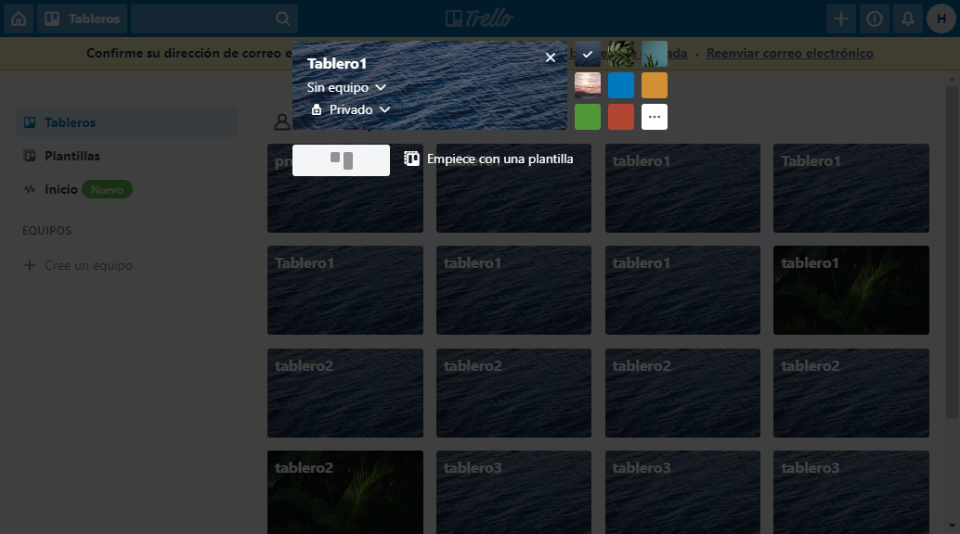 Tableros
Trello
H
Confirme su dirección de correo e
da · Reenviar correo electrónico
Tablero1
Sin equipo
Privado
Empiece con una plantilla
Tableros
Plantillas
Inicio Nuevo
EQUIPOS
Cree un equipo
tablero1
Tablero1
Tablero1
tablero1
tablero1
tablero1
tablero2
tablero2
tablero2
tablero2
tablero2
tablero3
tablero3
tablero3